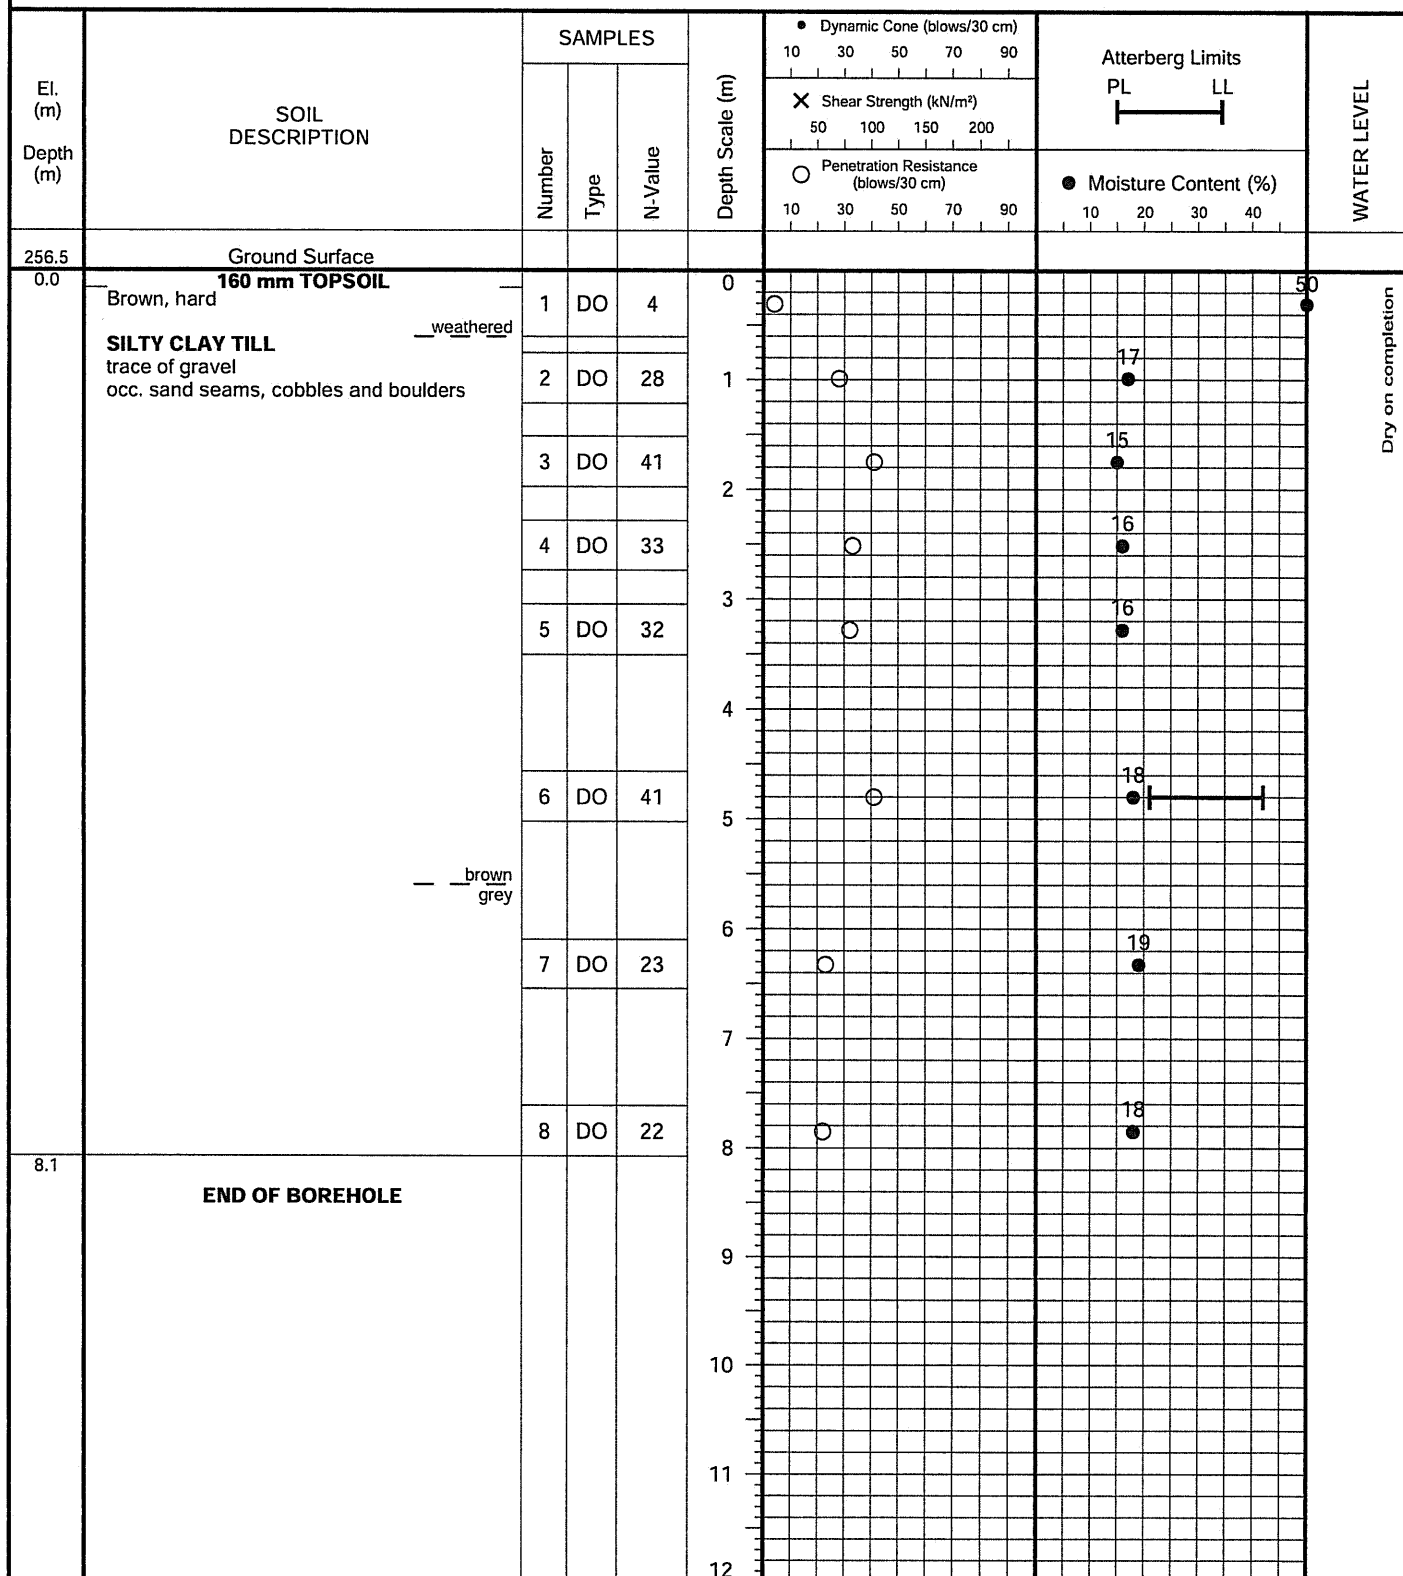 El.
(m)
Depth
(m)
SOIL
DESCRIPTION
SAMPLES
Number
Type
N-Value
Depth Scale (m)
• Dynamic Cone (blows/30 cm)
10 30 50 70 90
X Shear Strength (kN/m²)
50 100 150 200
O Penetration Resistance
(blows/30 cm)
10 30 50 70 90
Atterberg Limits
PL LL
• Moisture Content (%)
10 20 30 40
WATER LEVEL
256.5 Ground Surface
0.0 160 mm TOPSOIL
Brown, hard
weathered
SILTY CLAY TILL
trace of gravel
occ. sand seams, cobbles and boulders
brown
grey
8.1
END OF BOREHOLE
1 DO 4
2 DO 28
3 DO 41
4 DO 33
5 DO 32
6 DO 41
7 DO 23
8 DO 22
0
1
2
3
4
5
6
7
8
9
10
11
12
50
17
15
16
16
18
19
18
Dry on completion